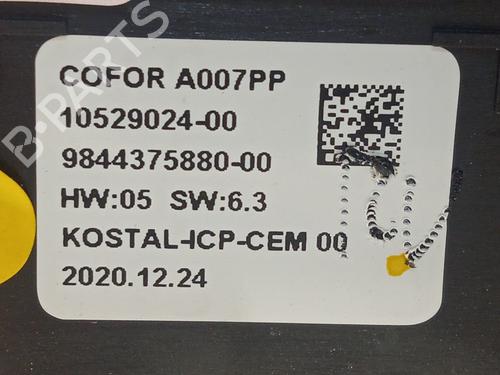 B-PARTS
COFOR A007PP
10529024-00
9844375880-00
HW:05 SW:6.3
KOSTAL-ICP-CEM 00
2020.12.24